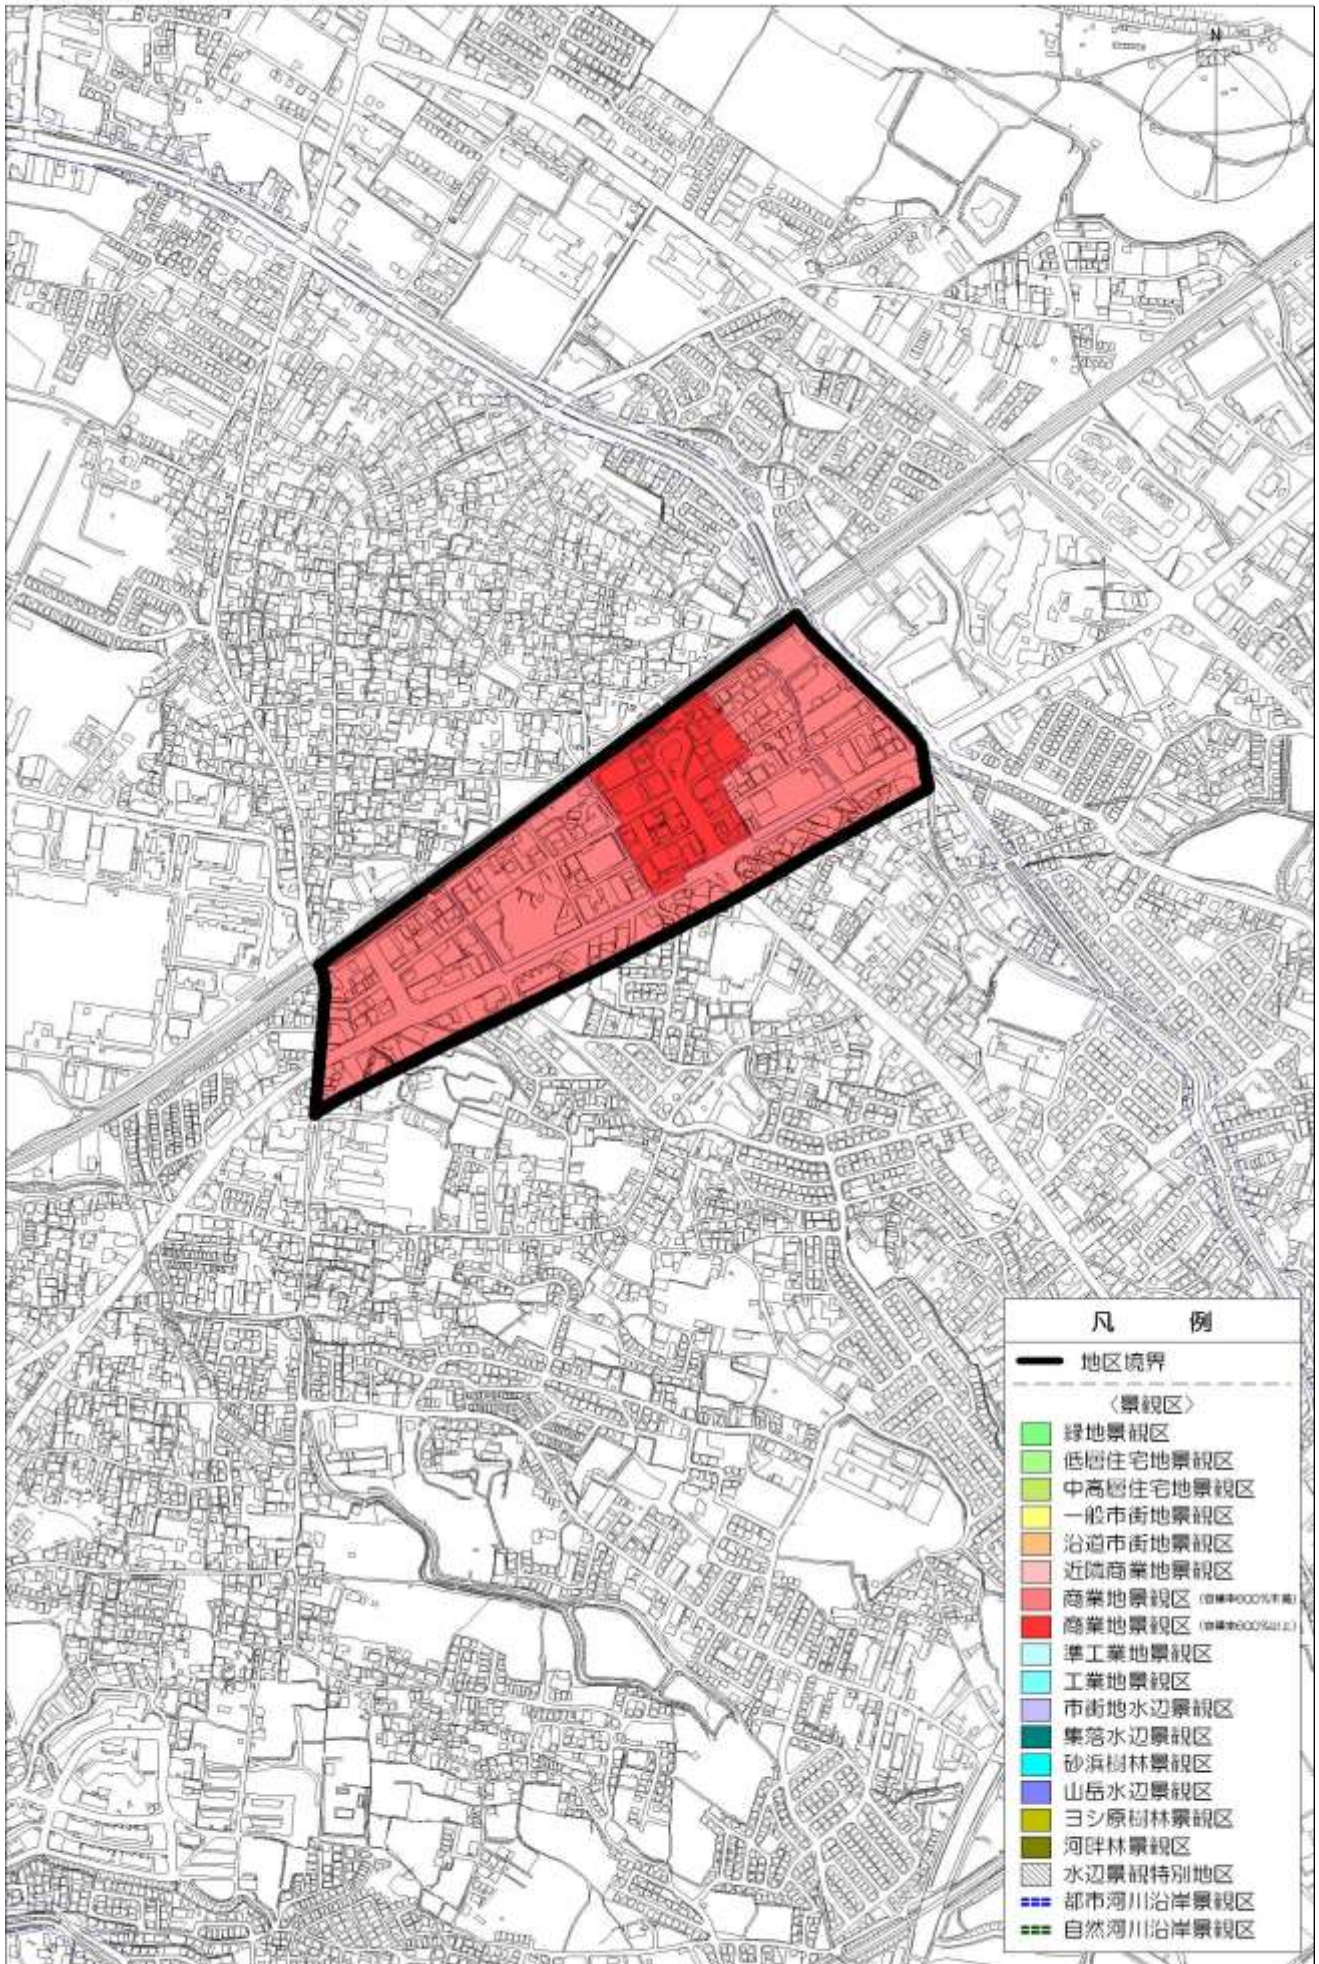 N
凡 例
地区境界
〈景観区〉
緑地景観区
低層住宅地景観区
中高層住宅地景観区
一般市街地景観区
沿道市街地景観区
近隣商業地景観区
商業地景観区
商業地景観区
準工業地景観区
工業地景観区
市街地水辺景観区
集落水辺景観区
砂浜樹林景観区
山岳水辺景観区
ヨシ原樹林景観区
河畔林景観区
水辺景観特別地区
都市河川沿岸景観区
自然河川沿岸景観区